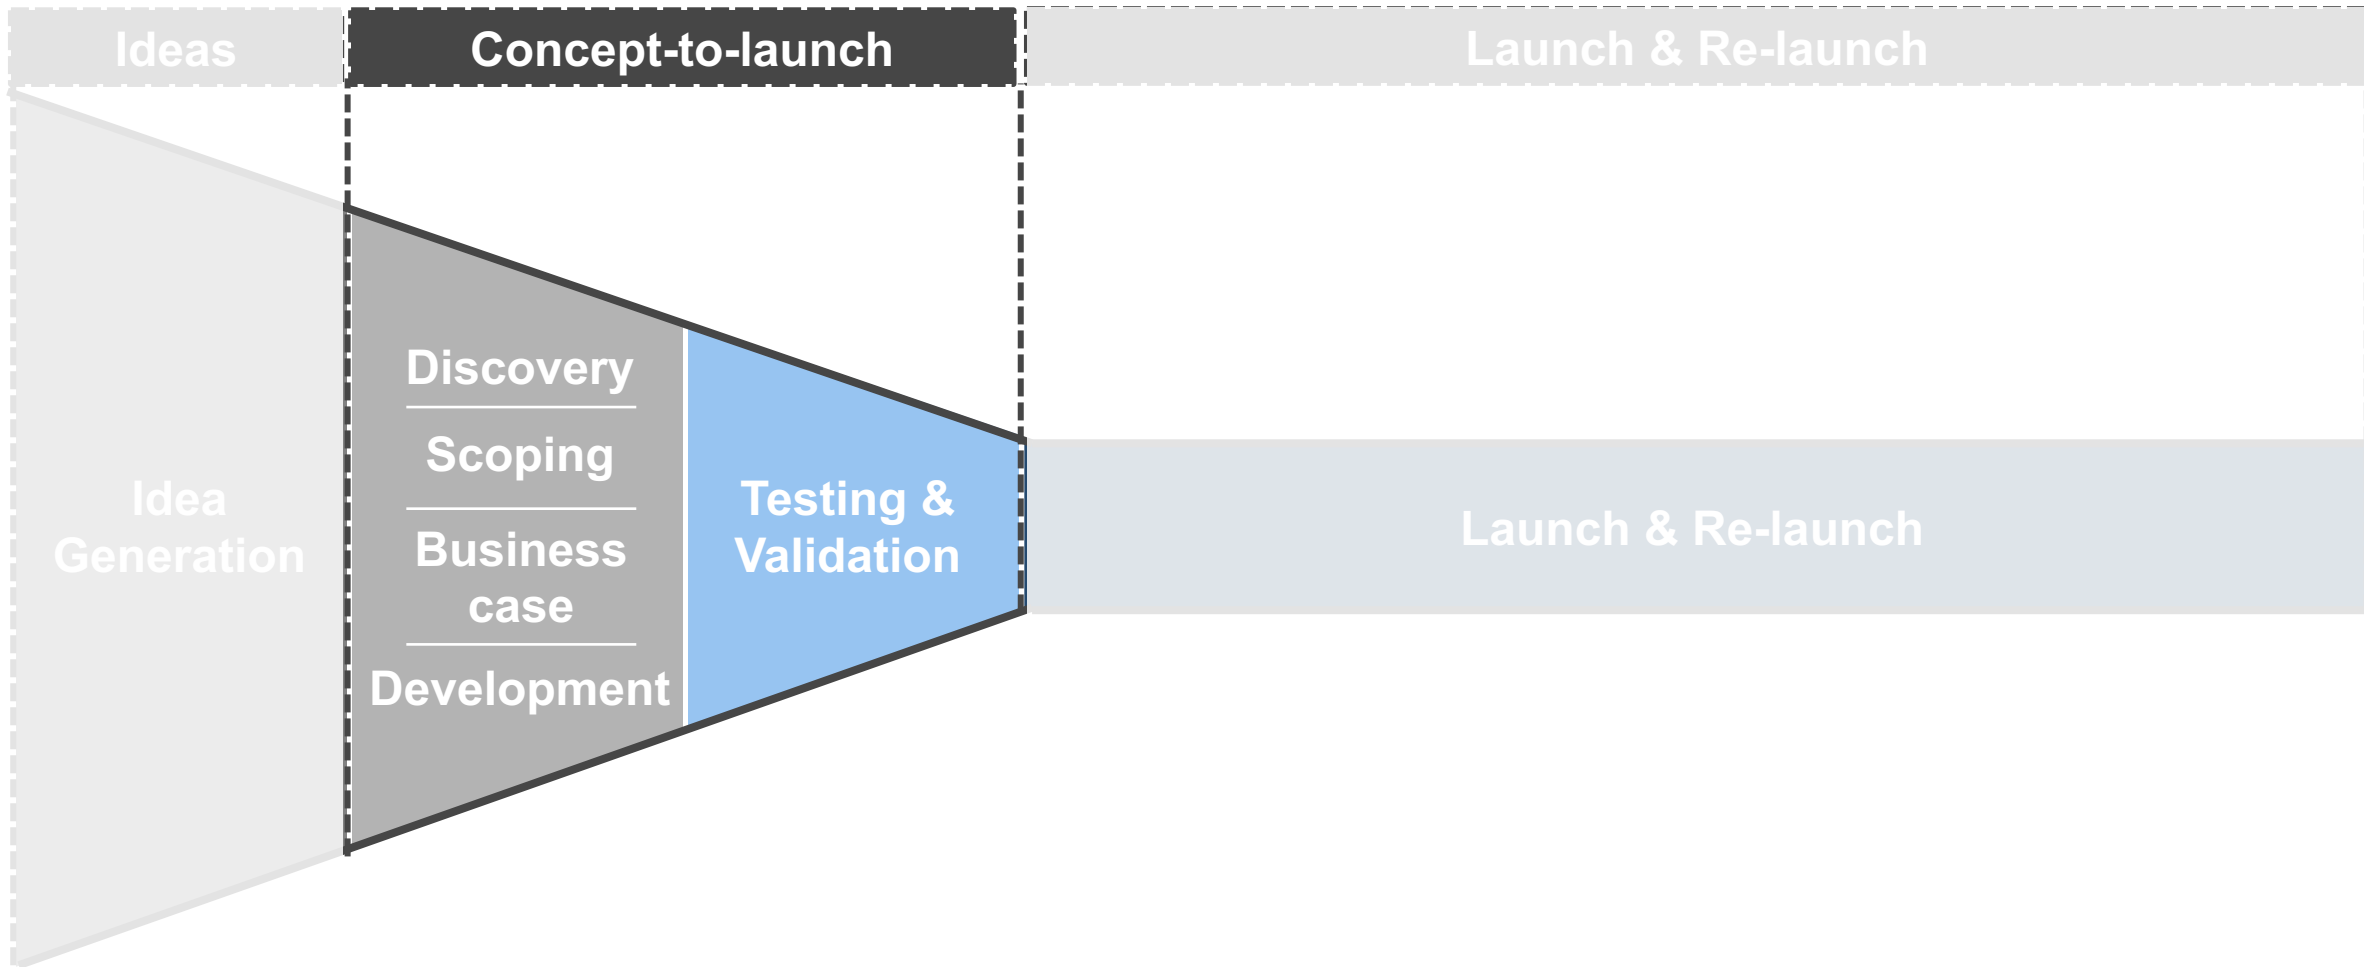 Ideas
Concept-to-launch
Launch & Re-launch
Idea
Generation
Discovery
Scoping
Business
case
Development
Testing &
Validation
Launch & Re-launch